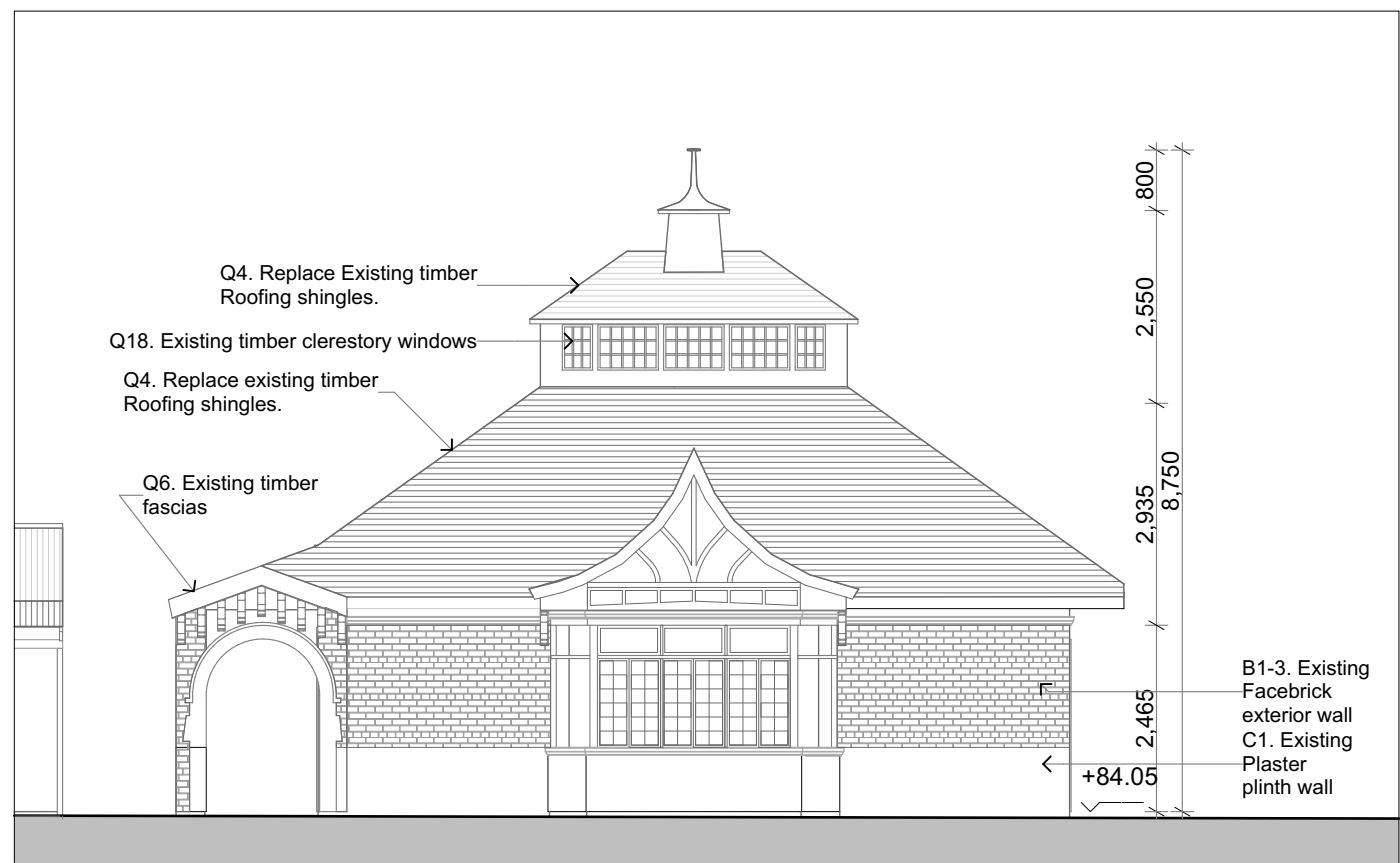 Q4. Replace Existing timber
Roofing shingles.
Q18. Existing timber clerestory windows
Q4. Replace existing timber
Roofing shingles.
Q6. Existing timber
fascias
800
2,550
2,935
8,750
2,465
+84.05
B1-3. Existing
Facebrick
exterior wall
C1. Existing
Plaster
plinth wall